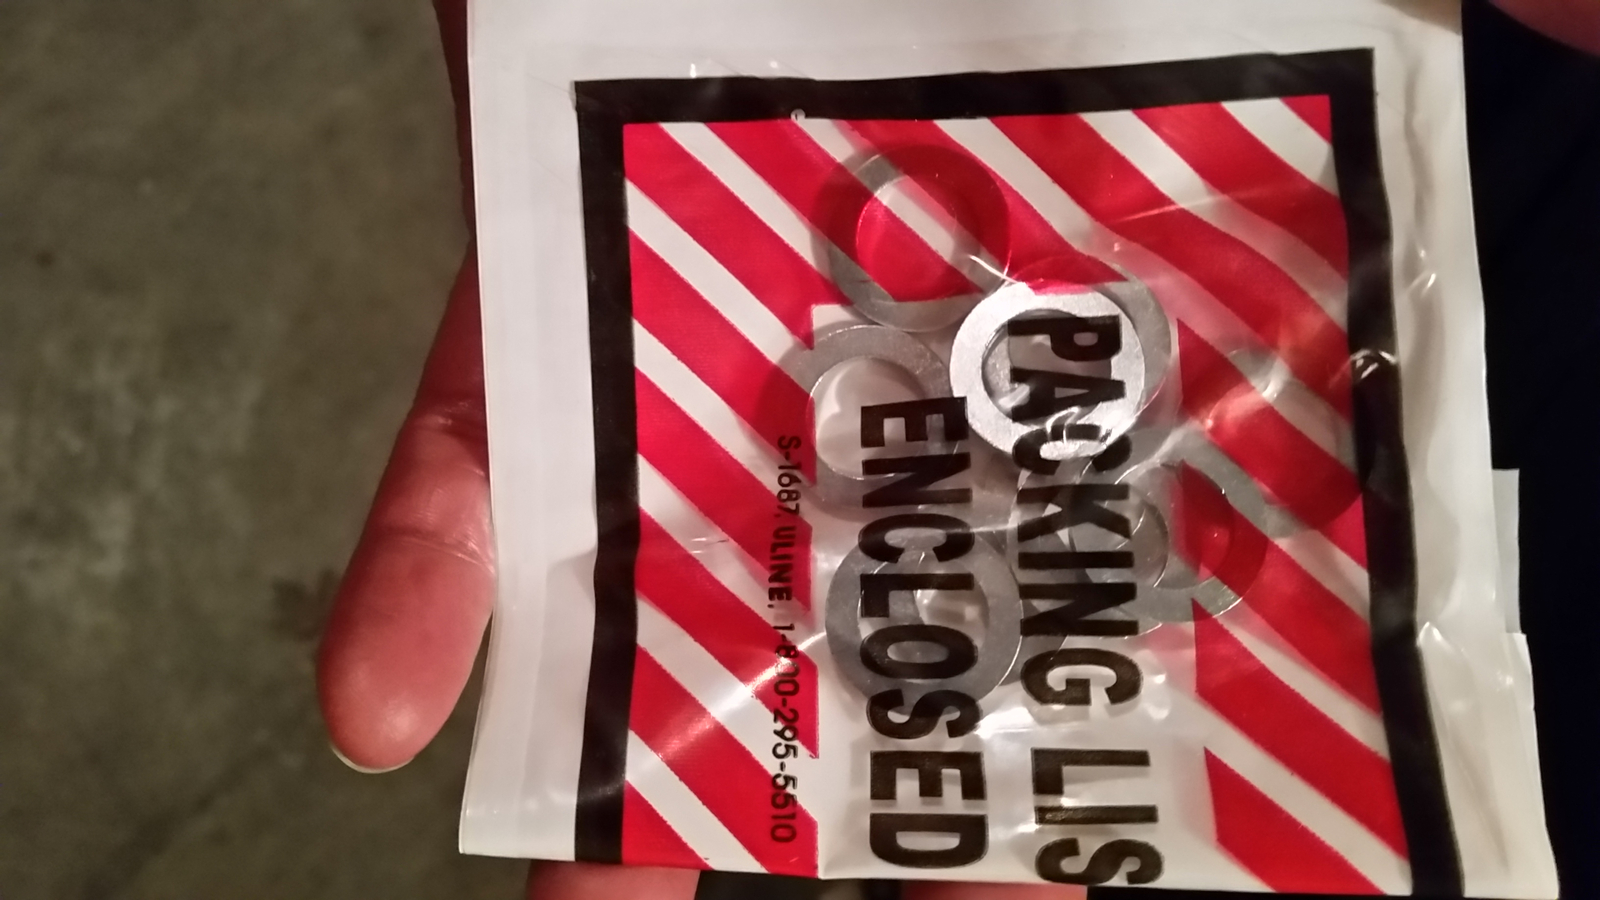 PACKING LIS
ENCLOSED
S-1687, ULINE, 1-800-295-5510